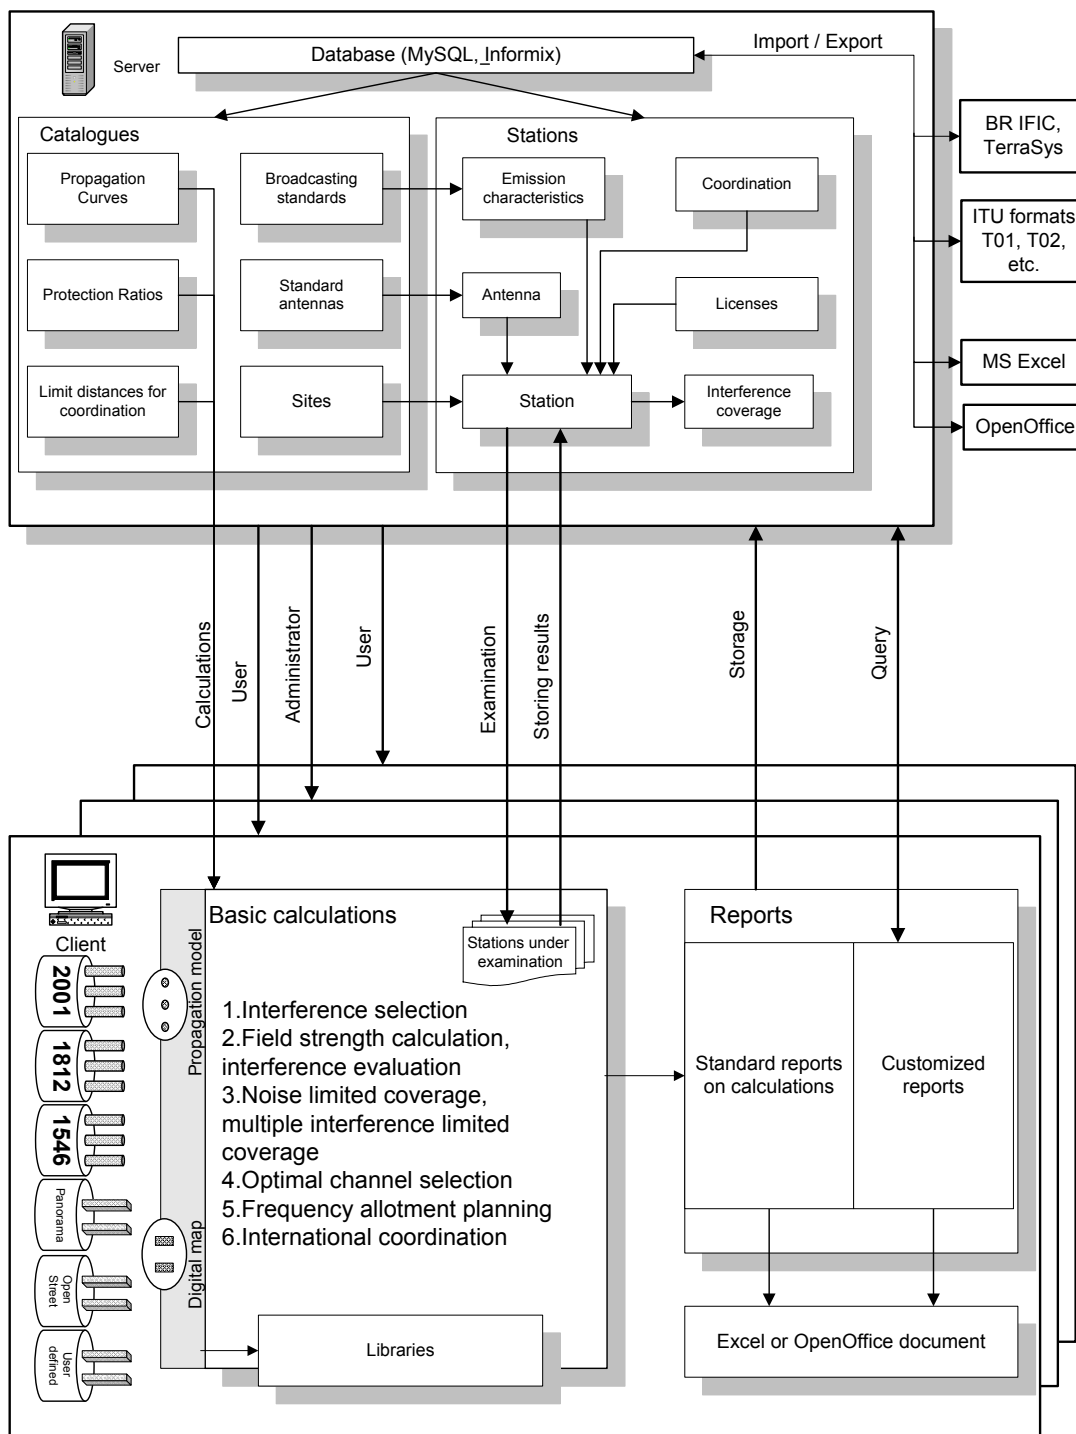 Server
Database (MySQL, Informix)
Import / Export
BR IFIC,
TerraSys
ITU formats
T01, T02,
etc.
MS Excel
OpenOffice
Catalogues
Propagation
Curves
Broadcasting
standards
Protection Ratios
Standard
antennas
Limit distances for
coordination
Sites
Stations
Emission
characteristics
Coordination
Antenna
Licenses
Station
Interference
coverage
Calculations
User
Administrator
User
Examination
Storing results
Storage
Query
Client
2001
1812
1546
Panorama
Open
Street
User
defined
Propagation model
Digital map
Basic calculations
Stations under
examination
1.Interference selection
2.Field strength calculation,
interference evaluation
3.Noise limited coverage,
multiple interference limited
coverage
4.Optimal channel selection
5.Frequency allotment planning
6.International coordination
Libraries
Reports
Standard reports
on calculations
Customized
reports
Excel or OpenOffice document